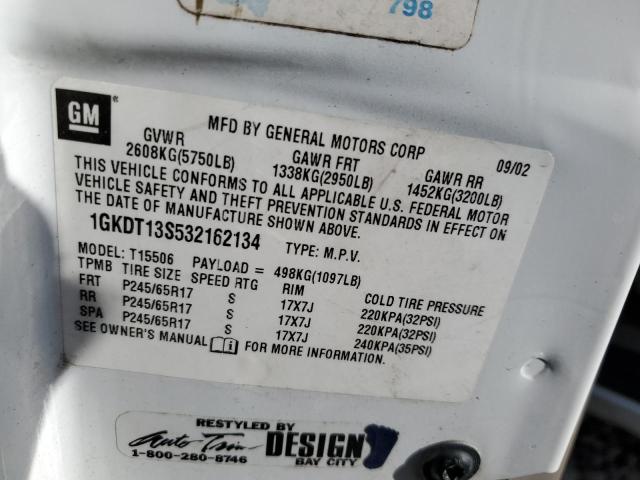 798
GM ®
MFD BY GENERAL MOTORS CORP 09/02
GVWR GAWR FRT GAWR RR
2608KG(5750LB) 1338KG(2950LB) 1452KG(3200LB)
THIS VEHICLE CONFORMS TO ALL APPLICABLE U.S. FEDERAL MOTOR
VEHICLE SAFETY AND THEFT PREVENTION STANDARDS IN EFFECT ON
THE DATE OF MANUFACTURE SHOWN ABOVE.
1GKDT13S532162134 TYPE: M.P.V.
MODEL: T15506 PAYLOAD = 498KG(1097LB)
TPMB TIRE SIZE SPEED RTG RIM COLD TIRE PRESSURE
FRT P245/65R17 S 17X7J 220KPA(32PSI)
RR P245/65R17 S 17X7J 220KPA(32PSI)
SPA P245/65R17 S 17X7J 240KPA(35PSI)
SEE OWNER'S MANUAL i FOR MORE INFORMATION.
RESTYLED BY
Auto Trim DESIGN
1-800-280-8746 BAY CITY